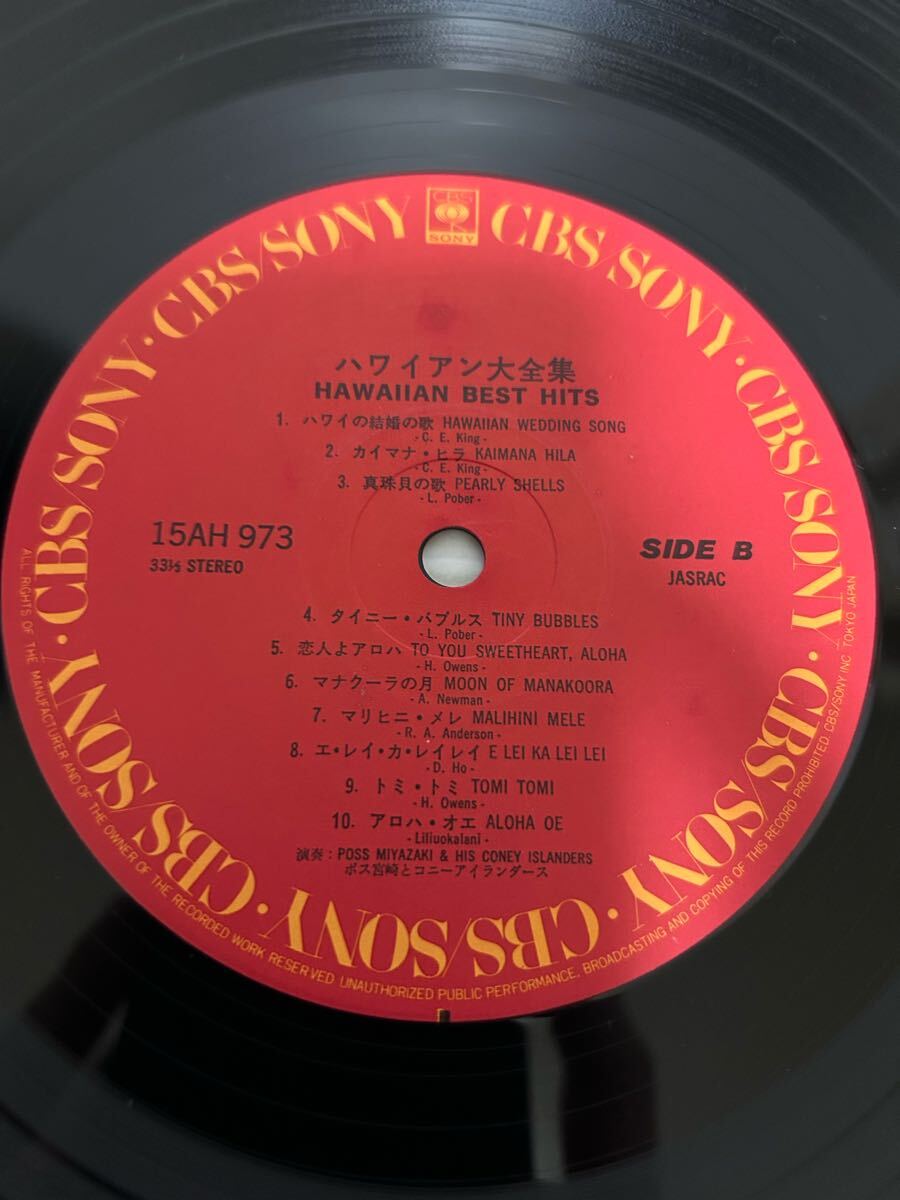 CBS
SONY
CBS/SONY · CBS/SONY · CBS/SONY · CBS/SONY · CBS/SONY · CBS/SONY · CBS/SONY · CBS/SONY
ハワイアン大全集
HAWAIIAN BEST HITS
1. ハワイの結婚の歌 HAWAIIAN WEDDING SONG
- C. E. King -
2. カイマナ・ヒラ KAIMANA HILA
- C. E. King -
3. 真珠貝の歌 PEARLY SHELLS
- L. Pober -
15AH 973
33⅓ STEREO
SIDE B
JASRAC
4. タイニー・バブルス TINY BUBBLES
- L. Pober -
5. 恋人よアロハ TO YOU SWEETHEART, ALOHA
- H. Owens -
6. マナクーラの月 MOON OF MANAKOORA
- A. Newman -
7. マリヒニ・メレ MALIHINI MELE
- R. A. Anderson -
8. エ・レイ・カ・レイレイ E LEI KA LEI LEI
- D. Ho -
9. トミ・トミ TOMI TOMI
- H. Owens -
10. アロハ・オエ ALOHA OE
- Liliuokalani -
演奏：POSS MIYAZAKI & HIS CONEY ISLANDERS
ポス宮崎とコニーアイランダース
ALL RIGHTS OF THE MANUFACTURER AND OF THE OWNER OF THE RECORDED WORK RESERVED UNAUTHORIZED PUBLIC PERFORMANCE, BROADCASTING AND COPYING OF THIS RECORD PROHIBITED. CBS/SONY INC. TOKYO JAPAN